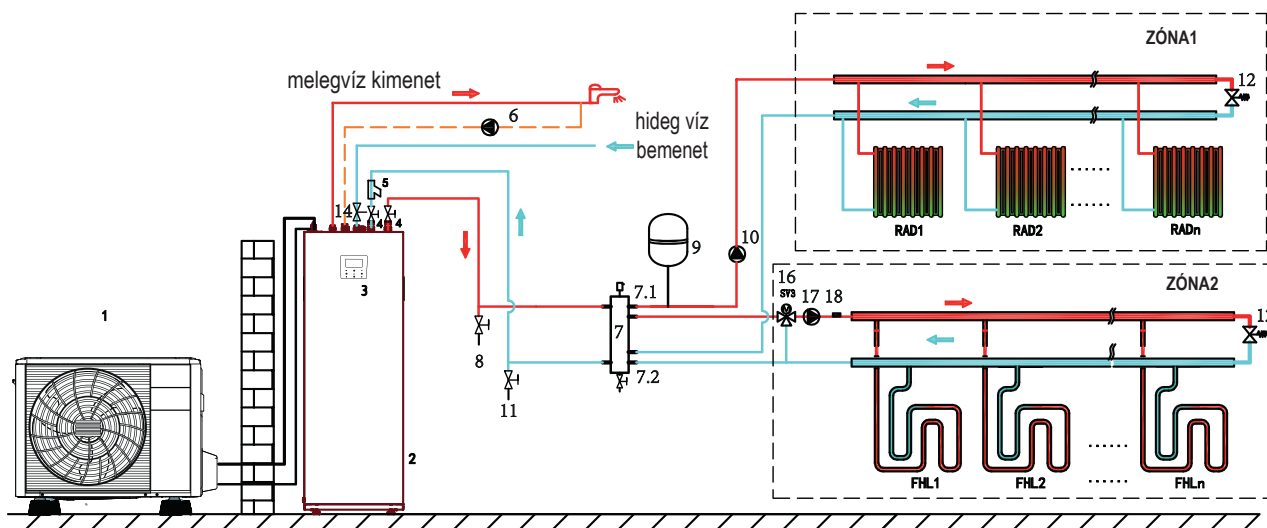 ZÓNA1
melegvíz kimenet
12
6
hideg víz
bemenet
5
14
4
4
RAD1
RAD2
......
......
RADn
9
10
3
ZÓNA2
16
SV3
M
17
18
7.1
1
7
12
8
7.2
11
2
......
......
FHL1
FHL2
FHLn